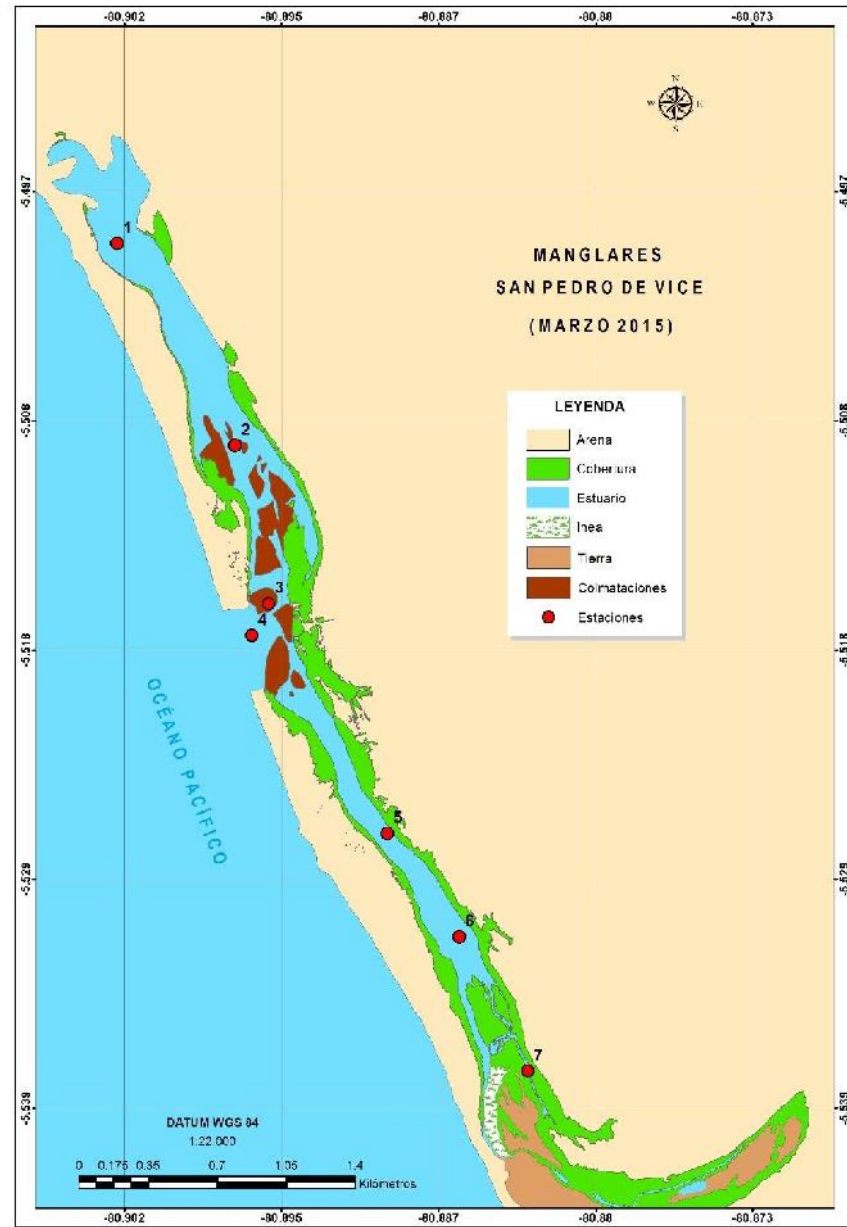 -80.902 -80.895 -80.887 -80.88 -80.873
N
W E
S
-5.497 -5.497
1
MANGLARES
SAN PEDRO DE VICE
(MARZO 2015)
LEYENDA
Arena
Cobertura
Estuario
Inea
Tierra
Colmataciones
Estaciones
-5.508 -5.508
2
3
4
-5.518 -5.518
OCÉANO PACÍFICO
5
-5.529 -5.529
6
7
-5.539 -5.539
DATUM WGS 84
1:22 000
0 0.175 0.35 0.7 1.05 1.4
Kilómetros
-80.902 -80.895 -80.887 -80.88 -80.873